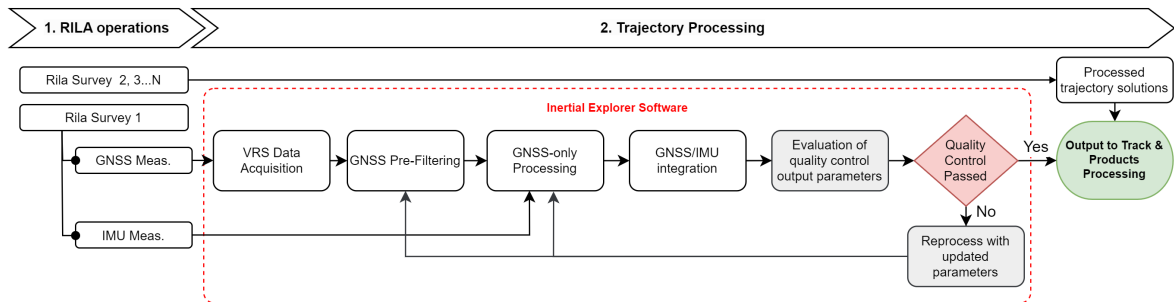 1. RILA operations
2. Trajectory Processing
Rila Survey 2, 3...N
Processed
trajectory solutions
Rila Survey 1
Inertial Explorer Software
GNSS Meas.
VRS Data
Acquisition
GNSS Pre-Filtering
GNSS-only
Processing
GNSS/IMU
integration
Evaluation of
quality control
output parameters
Quality
Control
Passed
Yes
Output to Track &
Products
Processing
No
IMU Meas.
Reprocess with
updated
parameters